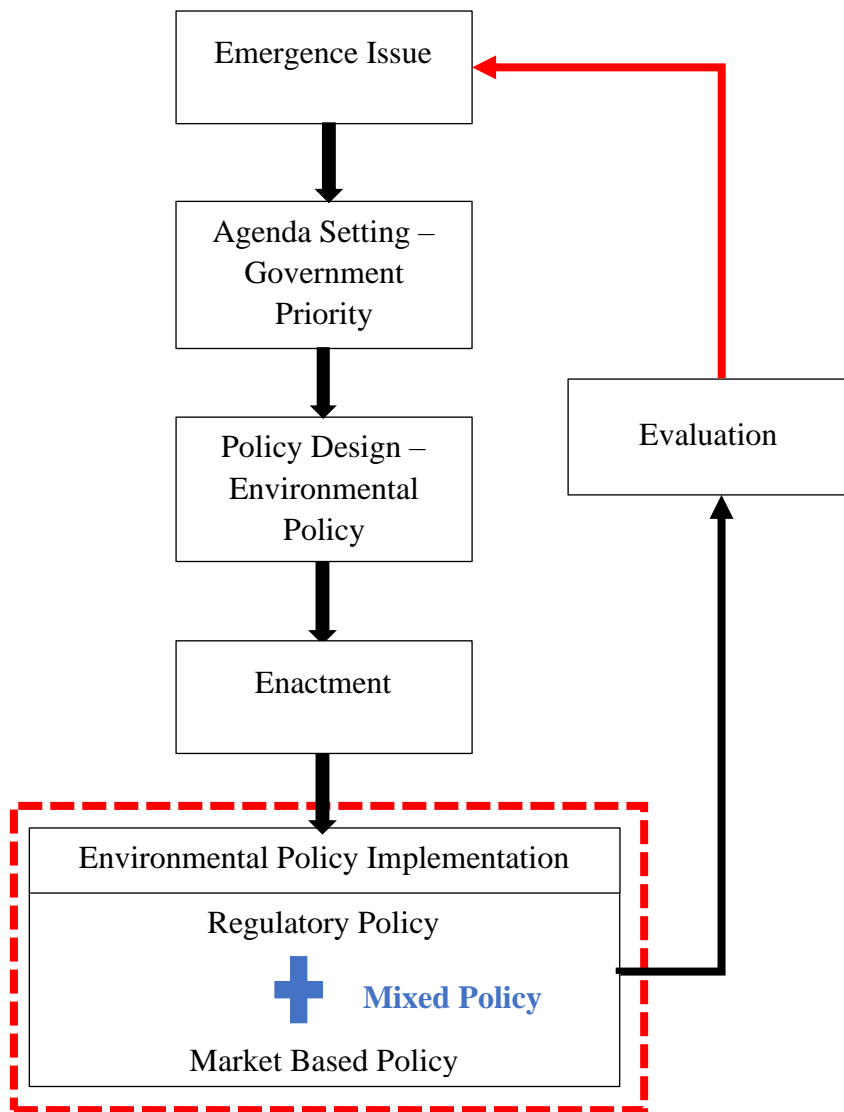 Emergence Issue
Agenda Setting –
Government
Priority
Policy Design –
Environmental
Policy
Evaluation
Enactment
Environmental Policy Implementation
Regulatory Policy
Mixed Policy
Market Based Policy